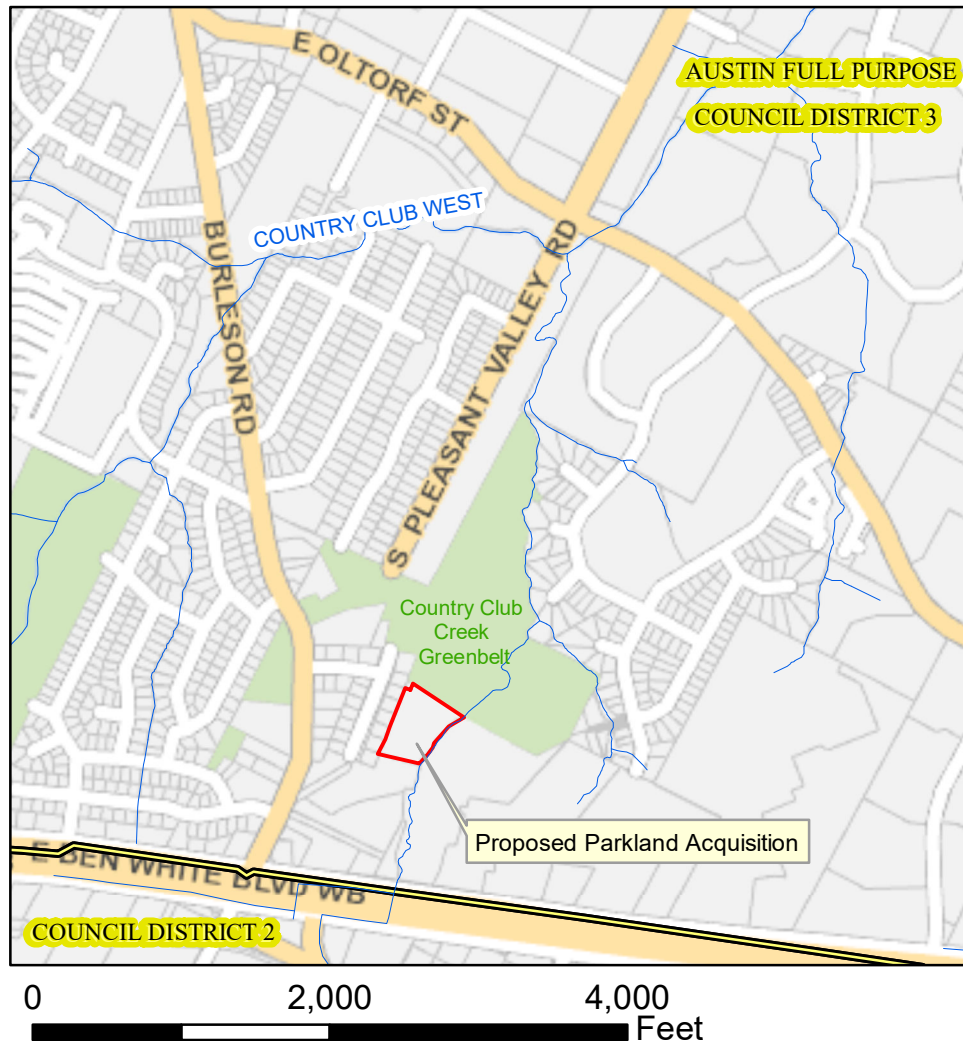 E OLTORF ST
AUSTIN FULL PURPOSE
COUNCIL DISTRICT 3
COUNTRY CLUB WEST
BURLESON RD
S PLEASANT VALLEY RD
Country Club
Creek
Greenbelt
Proposed Parkland Acquisition
E BEN WHITE BLVD WB
COUNCIL DISTRICT 2
0 2,000 4,000
Feet